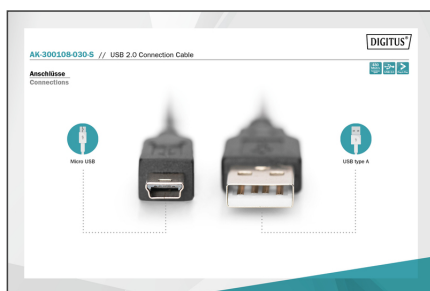 DIGITUS®
AK-300108-030-S // USB 2.0 Connection Cable
Anschlüsse
Connections
Micro USB
USB type A